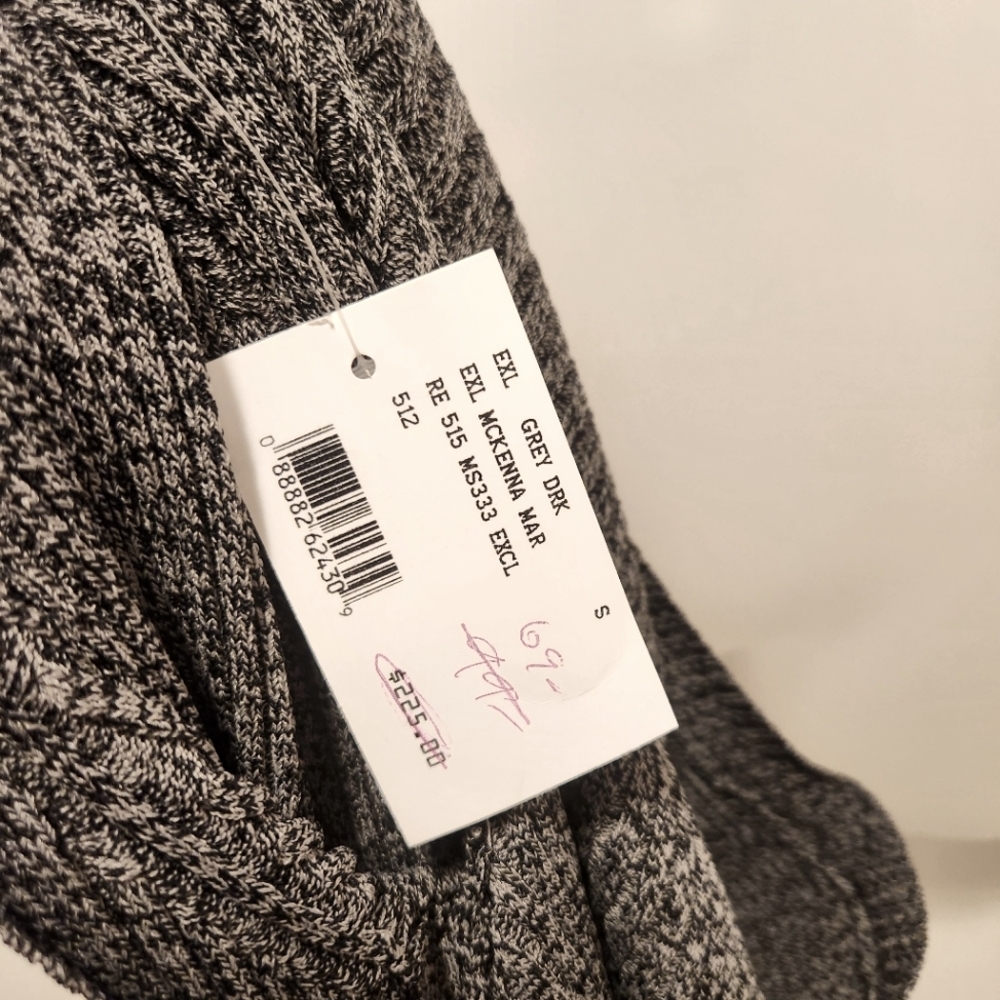 EXL GREY DRK
EXL MCKENNA MAR
RE 515 MS333 EXCL
512
0 88882 62430 9
S
69-
$225.00